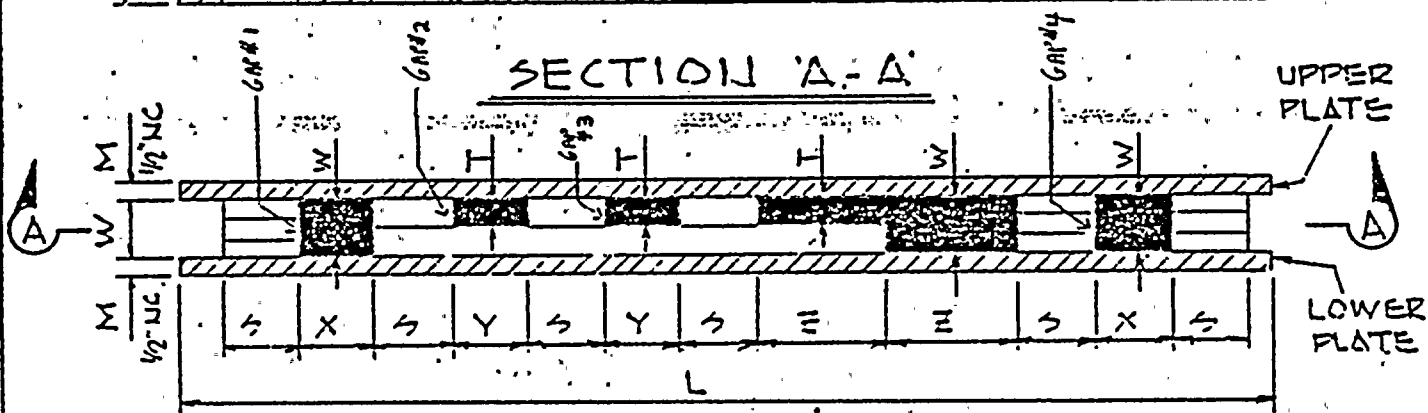 SECTION 'A-A'
GAP#1
GAP#2
GAP#3
GAP#4
UPPER
PLATE
M
1/2" NC
W
T
T
T
W
W
A
W
A
M
1/2" NC.
S
X
S
Y
S
Y
S
Z
Z
S
X
S
LOWER
PLATE
L